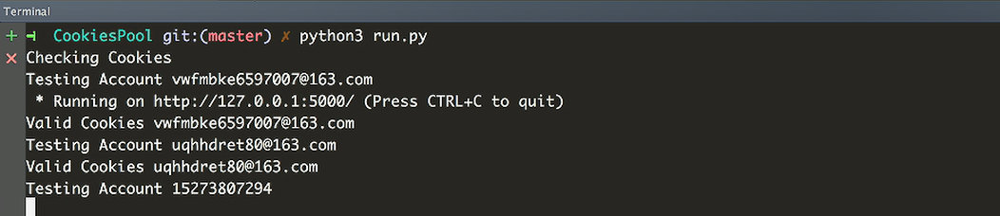 Terminal
CookiesPool git:(master) ✗ python3 run.py
Checking Cookies
Testing Account vwfmbke6597007@163.com
* Running on http://127.0.0.1:5000/ (Press CTRL+C to quit)
Valid Cookies vwfmbke6597007@163.com
Testing Account uqhhdret80@163.com
Valid Cookies uqhhdret80@163.com
Testing Account 15273807294